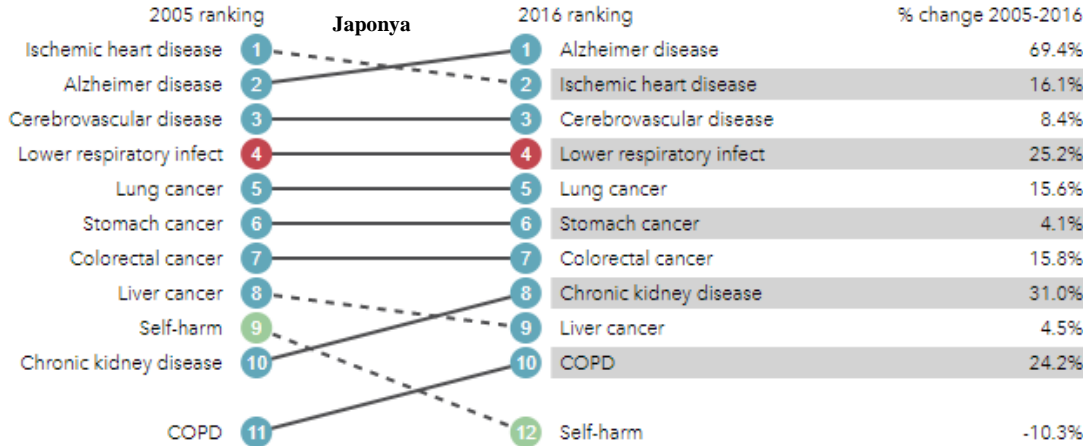 2005 ranking Japonya 2016 ranking % change 2005-2016
Ischemic heart disease 1 1 Alzheimer disease 69.4%
Alzheimer disease 2 2 Ischemic heart disease 16.1%
Cerebrovascular disease 3 3 Cerebrovascular disease 8.4%
Lower respiratory infect 4 4 Lower respiratory infect 25.2%
Lung cancer 5 5 Lung cancer 15.6%
Stomach cancer 6 6 Stomach cancer 4.1%
Colorectal cancer 7 7 Colorectal cancer 15.8%
Liver cancer 8 8 Chronic kidney disease 31.0%
Self-harm 9 9 Liver cancer 4.5%
Chronic kidney disease 10 10 COPD 24.2%
COPD 11 12 Self-harm -10.3%